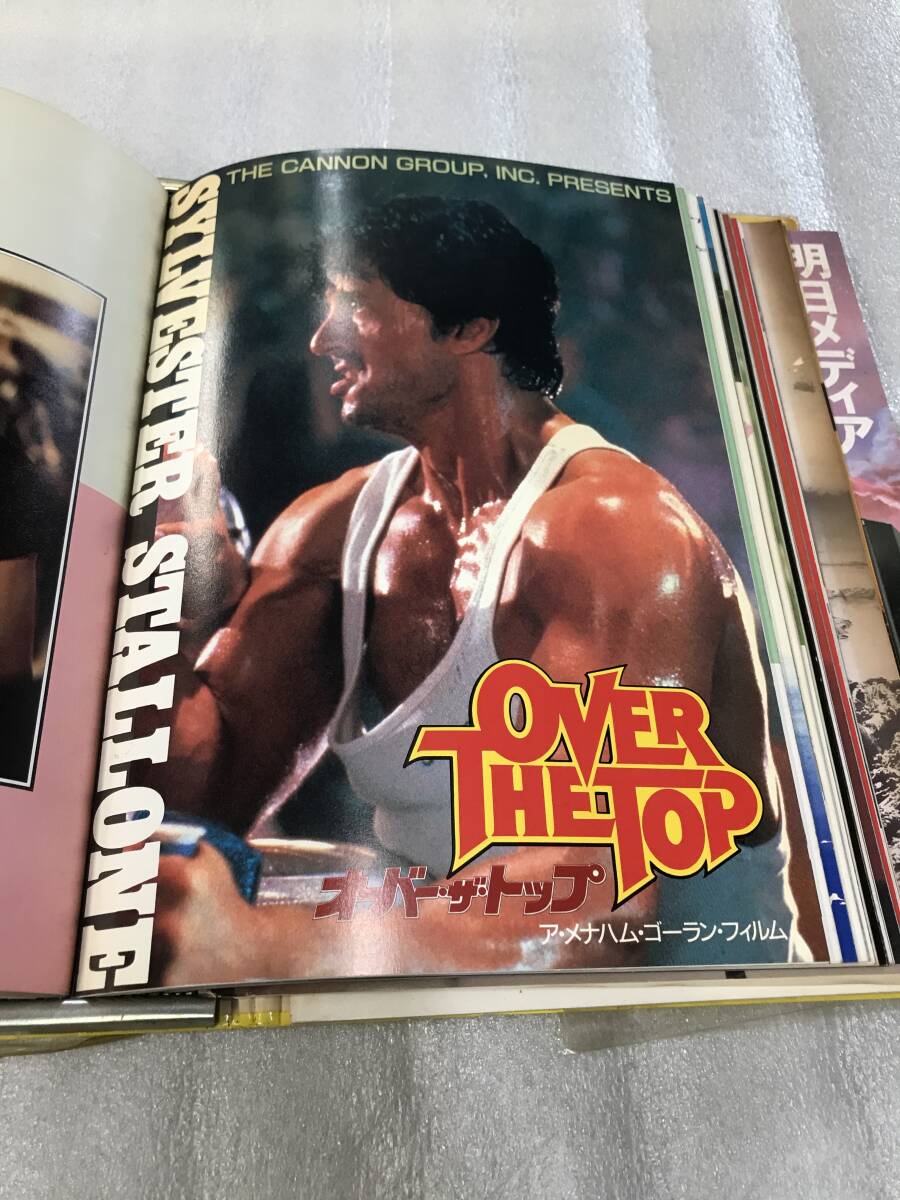 THE CANNON GROUP, INC. PRESENTS
SYLVESTER STALLONE
OVER
THE TOP
オーバー・ザ・トップ
ア・メナハム・ゴーラン・フィルム
明日メディア